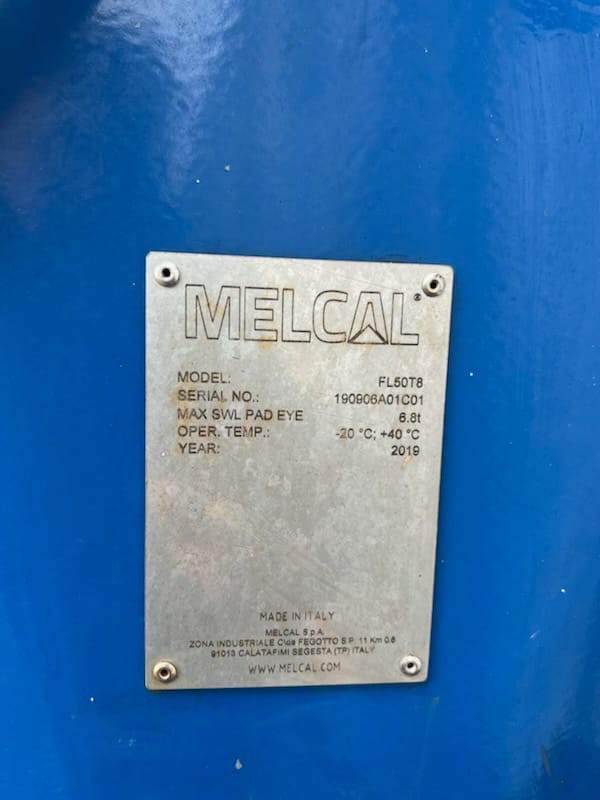 MELCAL®
MODEL: FL50T8
SERIAL NO.: 190906A01C01
MAX SWL PAD EYE 6.8t
OPER. TEMP.: -20 °C; +40 °C
YEAR: 2019
MADE IN ITALY
MELCAL S.p.A.
ZONA INDUSTRIALE C\da FEGOTTO S.P. 11 Km 0.6
91013 CALATAFIMI SEGESTA (TP) ITALY
WWW.MELCAL.COM